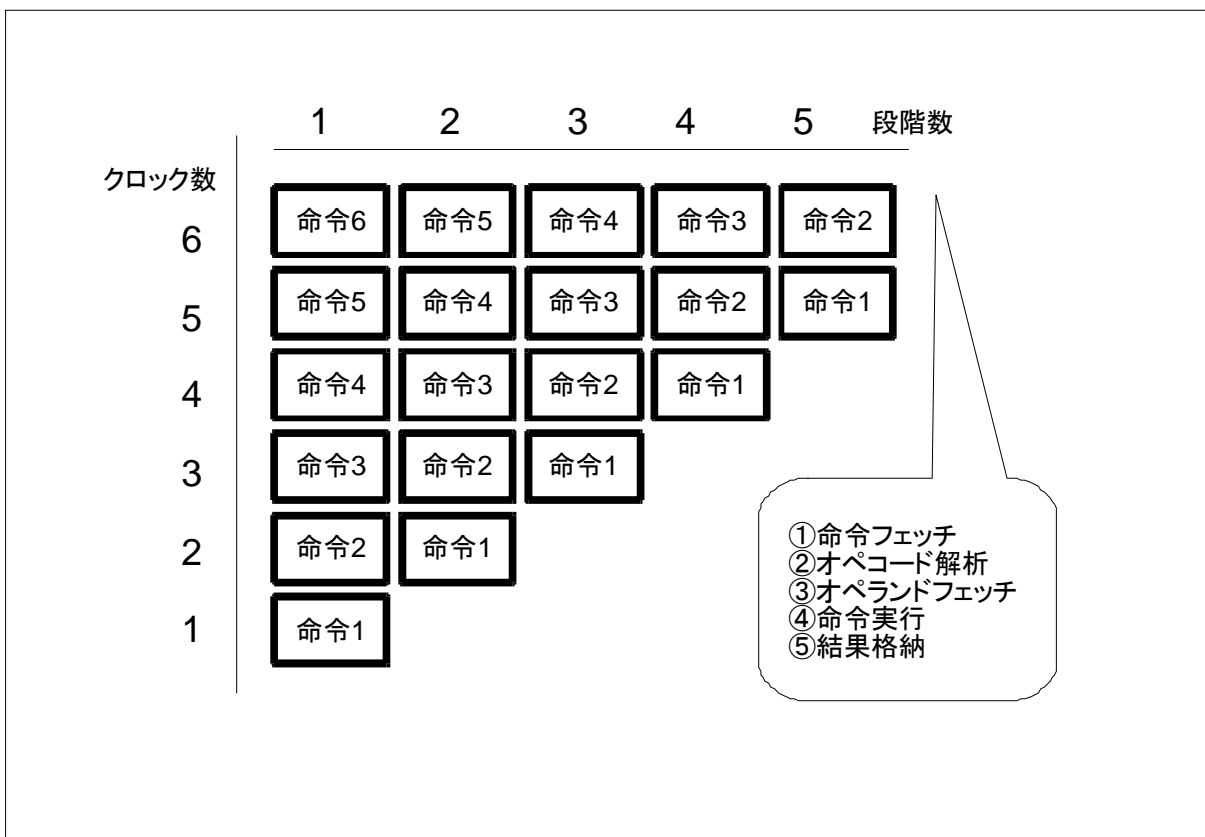 1 2 3 4 5 段階数
クロック数
6 命令6 命令5 命令4 命令3 命令2
5 命令5 命令4 命令3 命令2 命令1
4 命令4 命令3 命令2 命令1
3 命令3 命令2 命令1
2 命令2 命令1
1 命令1
①命令フェッチ
②オペコード解析
③オペランドフェッチ
④命令実行
⑤結果格納